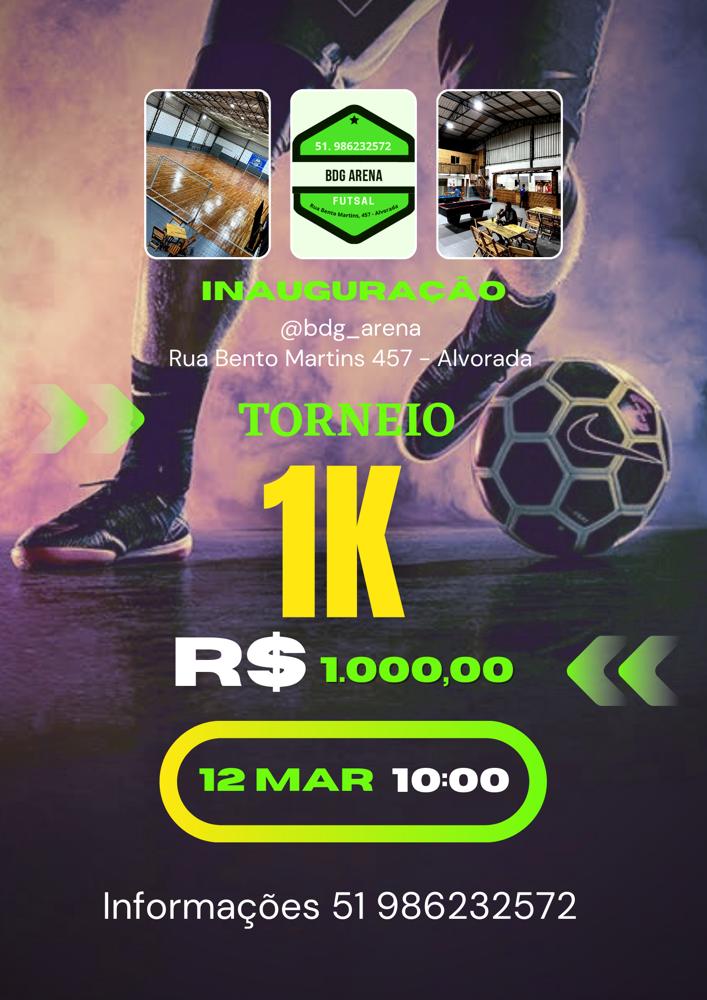 51. 986232572
BDG ARENA
FUTSAL
Rua Bento Martins, 457 - Alvorada
INAUGURAÇÃO
@bdg_arena
Rua Bento Martins 457 - Alvorada
TORNEIO
1K
R$ 1.000,00
12 MAR 10:00
Informações 51 986232572